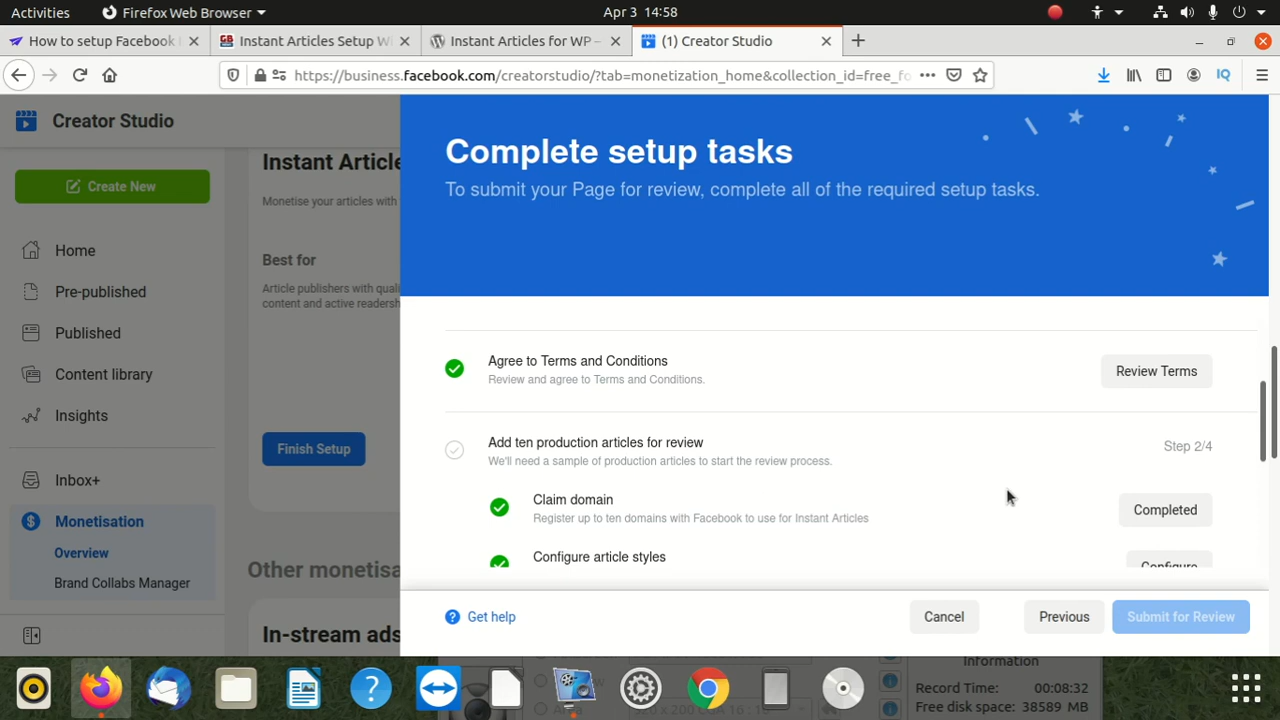 Activities
Firefox Web Browser
Apr 3 14:58
How to setup Facebook
Instant Articles Setup W
Instant Articles for WP –
(1) Creator Studio
https://business.facebook.com/creatorstudio/?tab=monetization_home&collection_id=free_fo
IQ
Creator Studio
Create New
Home
Pre-published
Published
Content library
Insights
Inbox+
Monetisation
Overview
Brand Collabs Manager
Instant Article
Monetise your articles with
Best for
Article publishers with quali
content and active readersh
Finish Setup
Other monetisa
In-stream ads
Complete setup tasks
To submit your Page for review, complete all of the required setup tasks.
Agree to Terms and Conditions
Review and agree to Terms and Conditions.
Review Terms
Add ten production articles for review
We'll need a sample of production articles to start the review process.
Step 2/4
Claim domain
Register up to ten domains with Facebook to use for Instant Articles
Completed
Configure article styles
Configure
Get help
Cancel
Previous
Submit for Review
Information
Record Time: 00:08:32
Free disk space: 38589 MB